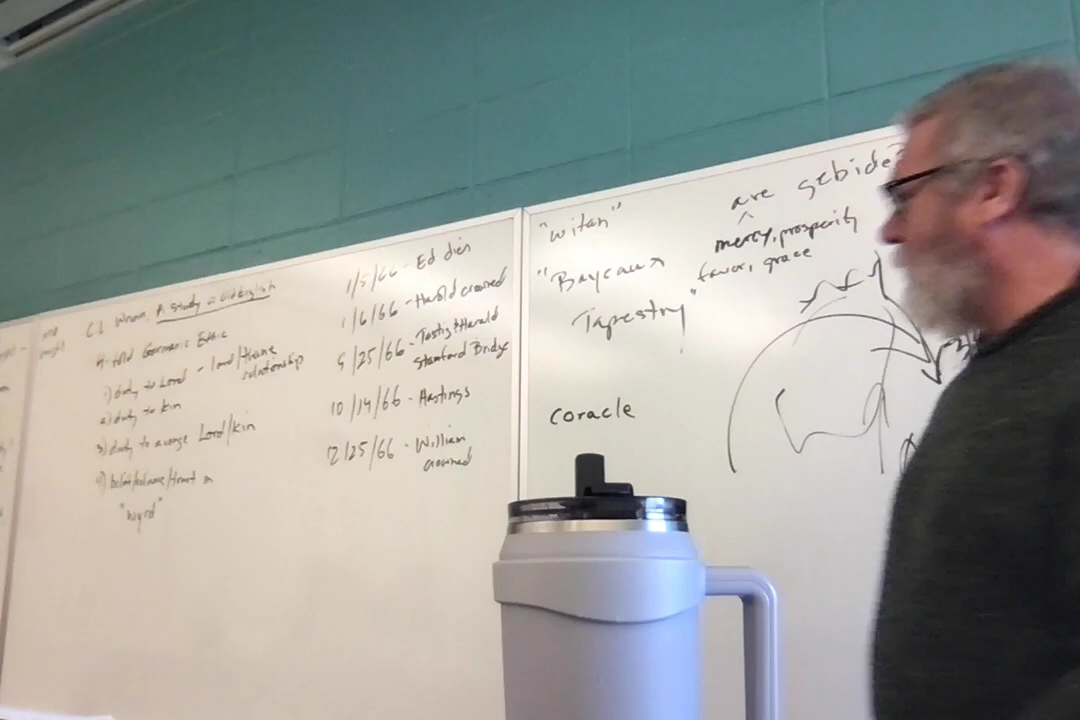 C.L. Wrenn, A Study of Old English
4-fold Germanic Ethic
1) duty to Lord - lord/thane
relationship
2) duty to kin
3) duty to avenge Lord/kin
4) belief/ /trust in
"wyrd"
1/5/66 - Ed dies
1/6/66 - Harold crowned
9/25/66 - Tostig + Harald
Stamford Bridge
10/14/66 - Hastings
12/25/66 - William
crowned
"witan"
"Bayeaux
Tapestry"
coracle
are gebide
mercy, prosperity
favor, grace